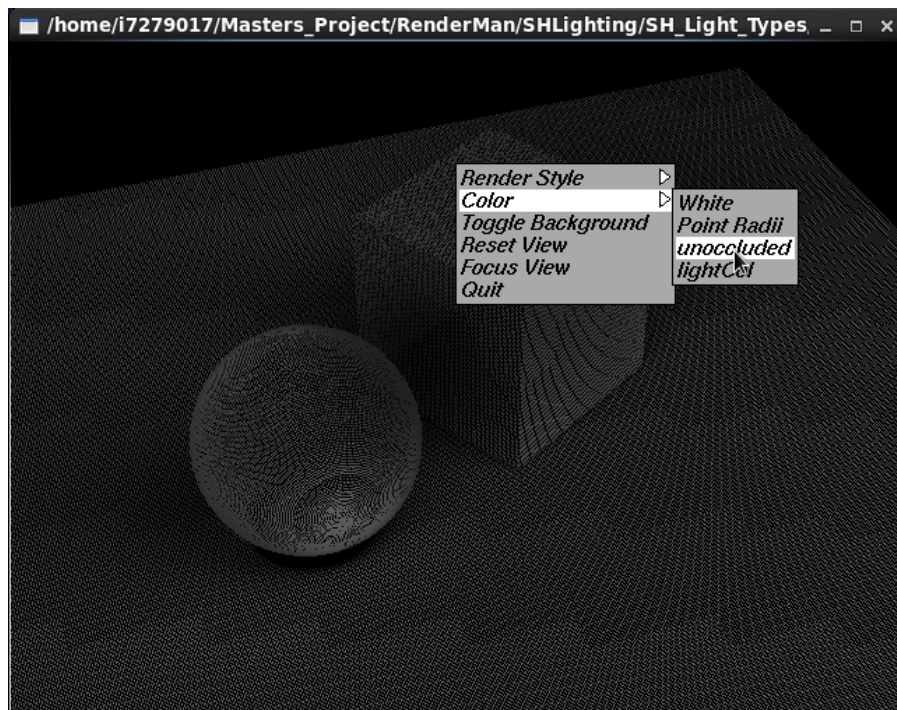 /home/i7279017/Masters_Project/RenderMan/SHLighting/SH_Light_Types,
Render Style
Color
Toggle Background
Reset View
Focus View
Quit
White
Point Radii
unoccluded
lightCol